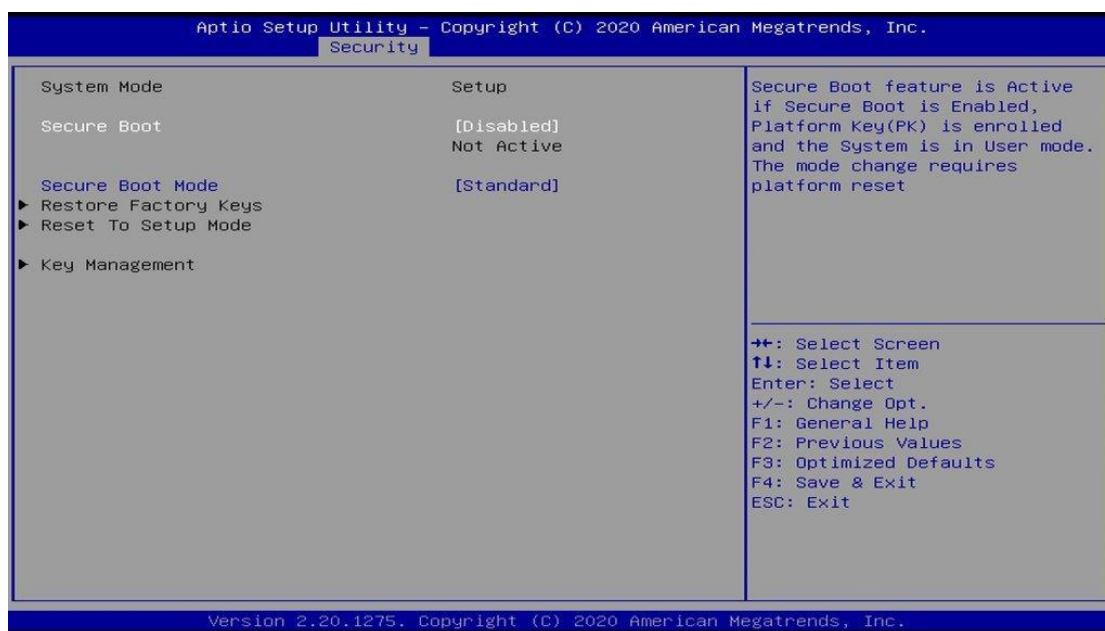 Aptio Setup Utility – Copyright (C) 2020 American Megatrends, Inc.
Security
System Mode Setup
Secure Boot [Disabled]
Not Active
Secure Boot Mode [Standard]
► Restore Factory Keys
► Reset To Setup Mode
► Key Management
Secure Boot feature is Active
if Secure Boot is Enabled,
Platform Key(PK) is enrolled
and the System is in User mode.
The mode change requires
platform reset
→←: Select Screen
↑↓: Select Item
Enter: Select
+/-: Change Opt.
F1: General Help
F2: Previous Values
F3: Optimized Defaults
F4: Save & Exit
ESC: Exit
Version 2.20.1275. Copyright (C) 2020 American Megatrends, Inc.